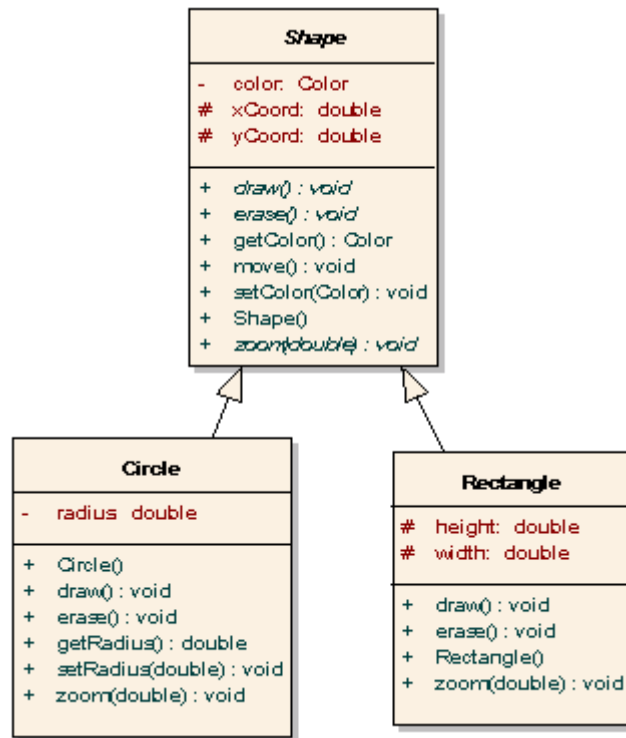 Shape
- color: Color
# xCoord: double
# yCoord: double
+ draw() : void
+ erase() : void
+ getColor() : Color
+ move() : void
+ setColor(Color) : void
+ Shape()
+ zoom(double) : void
Circle
- radius: double
+ Circle()
+ draw() : void
+ erase() : void
+ getRadius() : double
+ setRadius(double) : void
+ zoom(double) : void
Rectangle
# height: double
# width: double
+ draw() : void
+ erase() : void
+ Rectangle()
+ zoom(double) : void